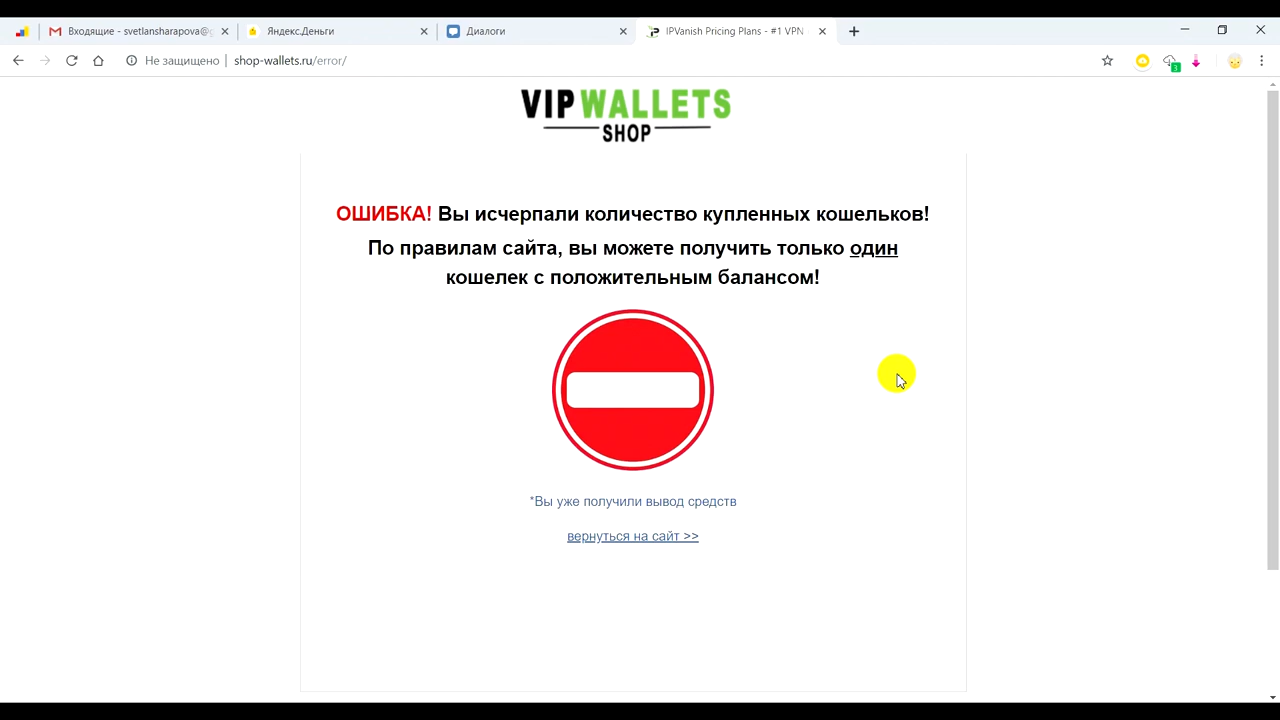 Входящие - svetlansharapova@g
Яндекс.Деньги
Диалоги
IPVanish Pricing Plans - #1 VPN
Не защищено
shop-wallets.ru/error/
3
VIP WALLETS
SHOP
ОШИБКА! Вы исчерпали количество купленных кошельков!
По правилам сайта, вы можете получить только один
кошелек с положительным балансом!
*Вы уже получили вывод средств
вернуться на сайт >>